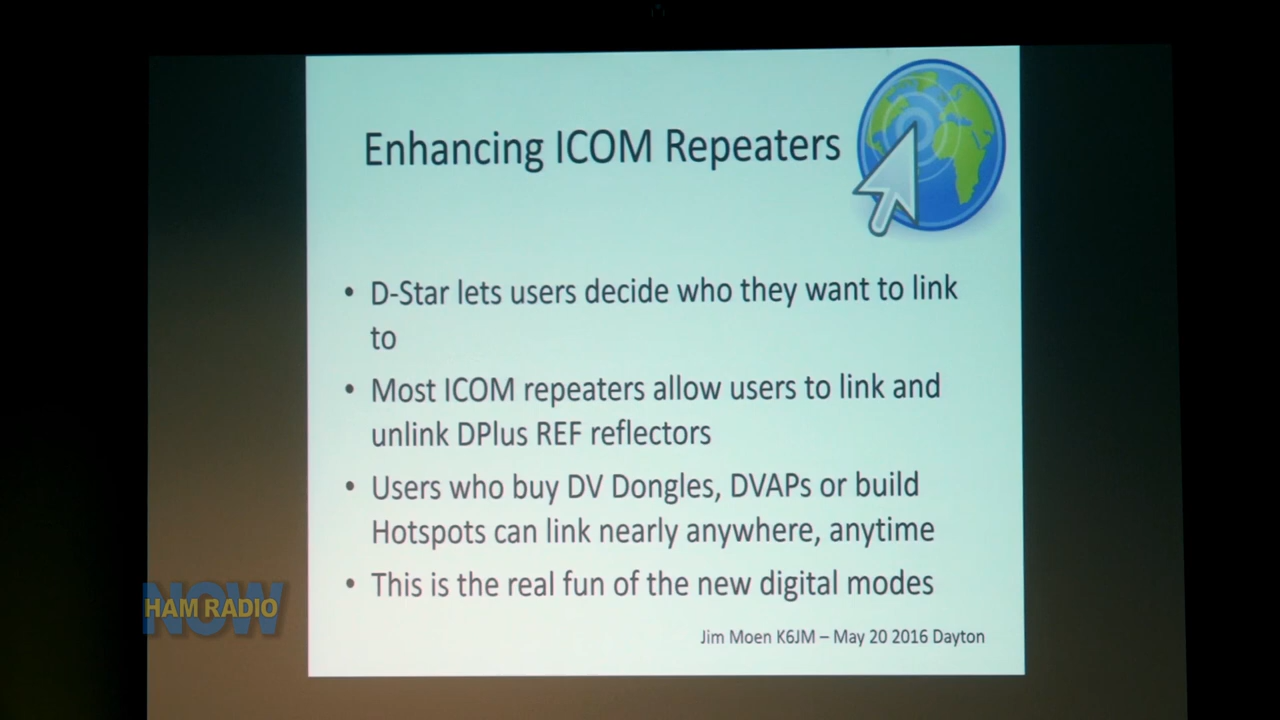 Enhancing ICOM Repeaters
• D-Star lets users decide who they want to link
to
• Most ICOM repeaters allow users to link and
unlink DPlus REF reflectors
• Users who buy DV Dongles, DVAPs or build
Hotspots can link nearly anywhere, anytime
• This is the real fun of the new digital modes
Jim Moen K6JM – May 20 2016 Dayton
NOW
HAM RADIO